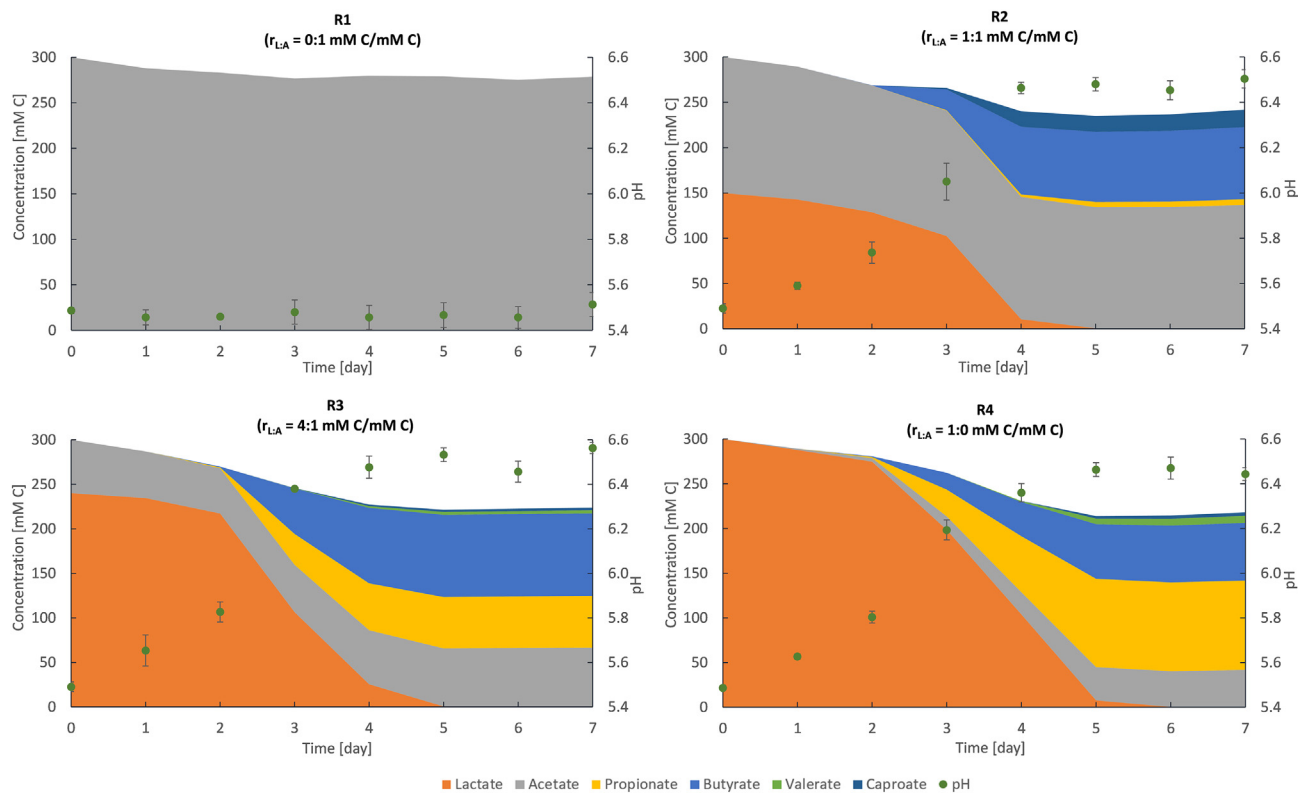 R1
(rL:A = 0:1 mM C/mM C)
300
250
200
150
100
50
0
Concentration [mM C]
6.6
6.4
6.2
6.0
5.8
5.6
5.4
pH
0 1 2 3 4 5 6 7
Time [day]
R2
(rL:A = 1:1 mM C/mM C)
300
250
200
150
100
50
0
Concentration [mM C]
6.6
6.4
6.2
6.0
5.8
5.6
5.4
pH
0 1 2 3 4 5 6 7
Time [day]
R3
(rL:A = 4:1 mM C/mM C)
300
250
200
150
100
50
0
Concentration [mM C]
6.6
6.4
6.2
6.0
5.8
5.6
5.4
pH
0 1 2 3 4 5 6 7
Time [day]
R4
(rL:A = 1:0 mM C/mM C)
300
250
200
150
100
50
0
Concentration [mM C]
6.6
6.4
6.2
6.0
5.8
5.6
5.4
pH
0 1 2 3 4 5 6 7
Time [day]
Lactate Acetate Propionate Butyrate Valerate Caproate pH